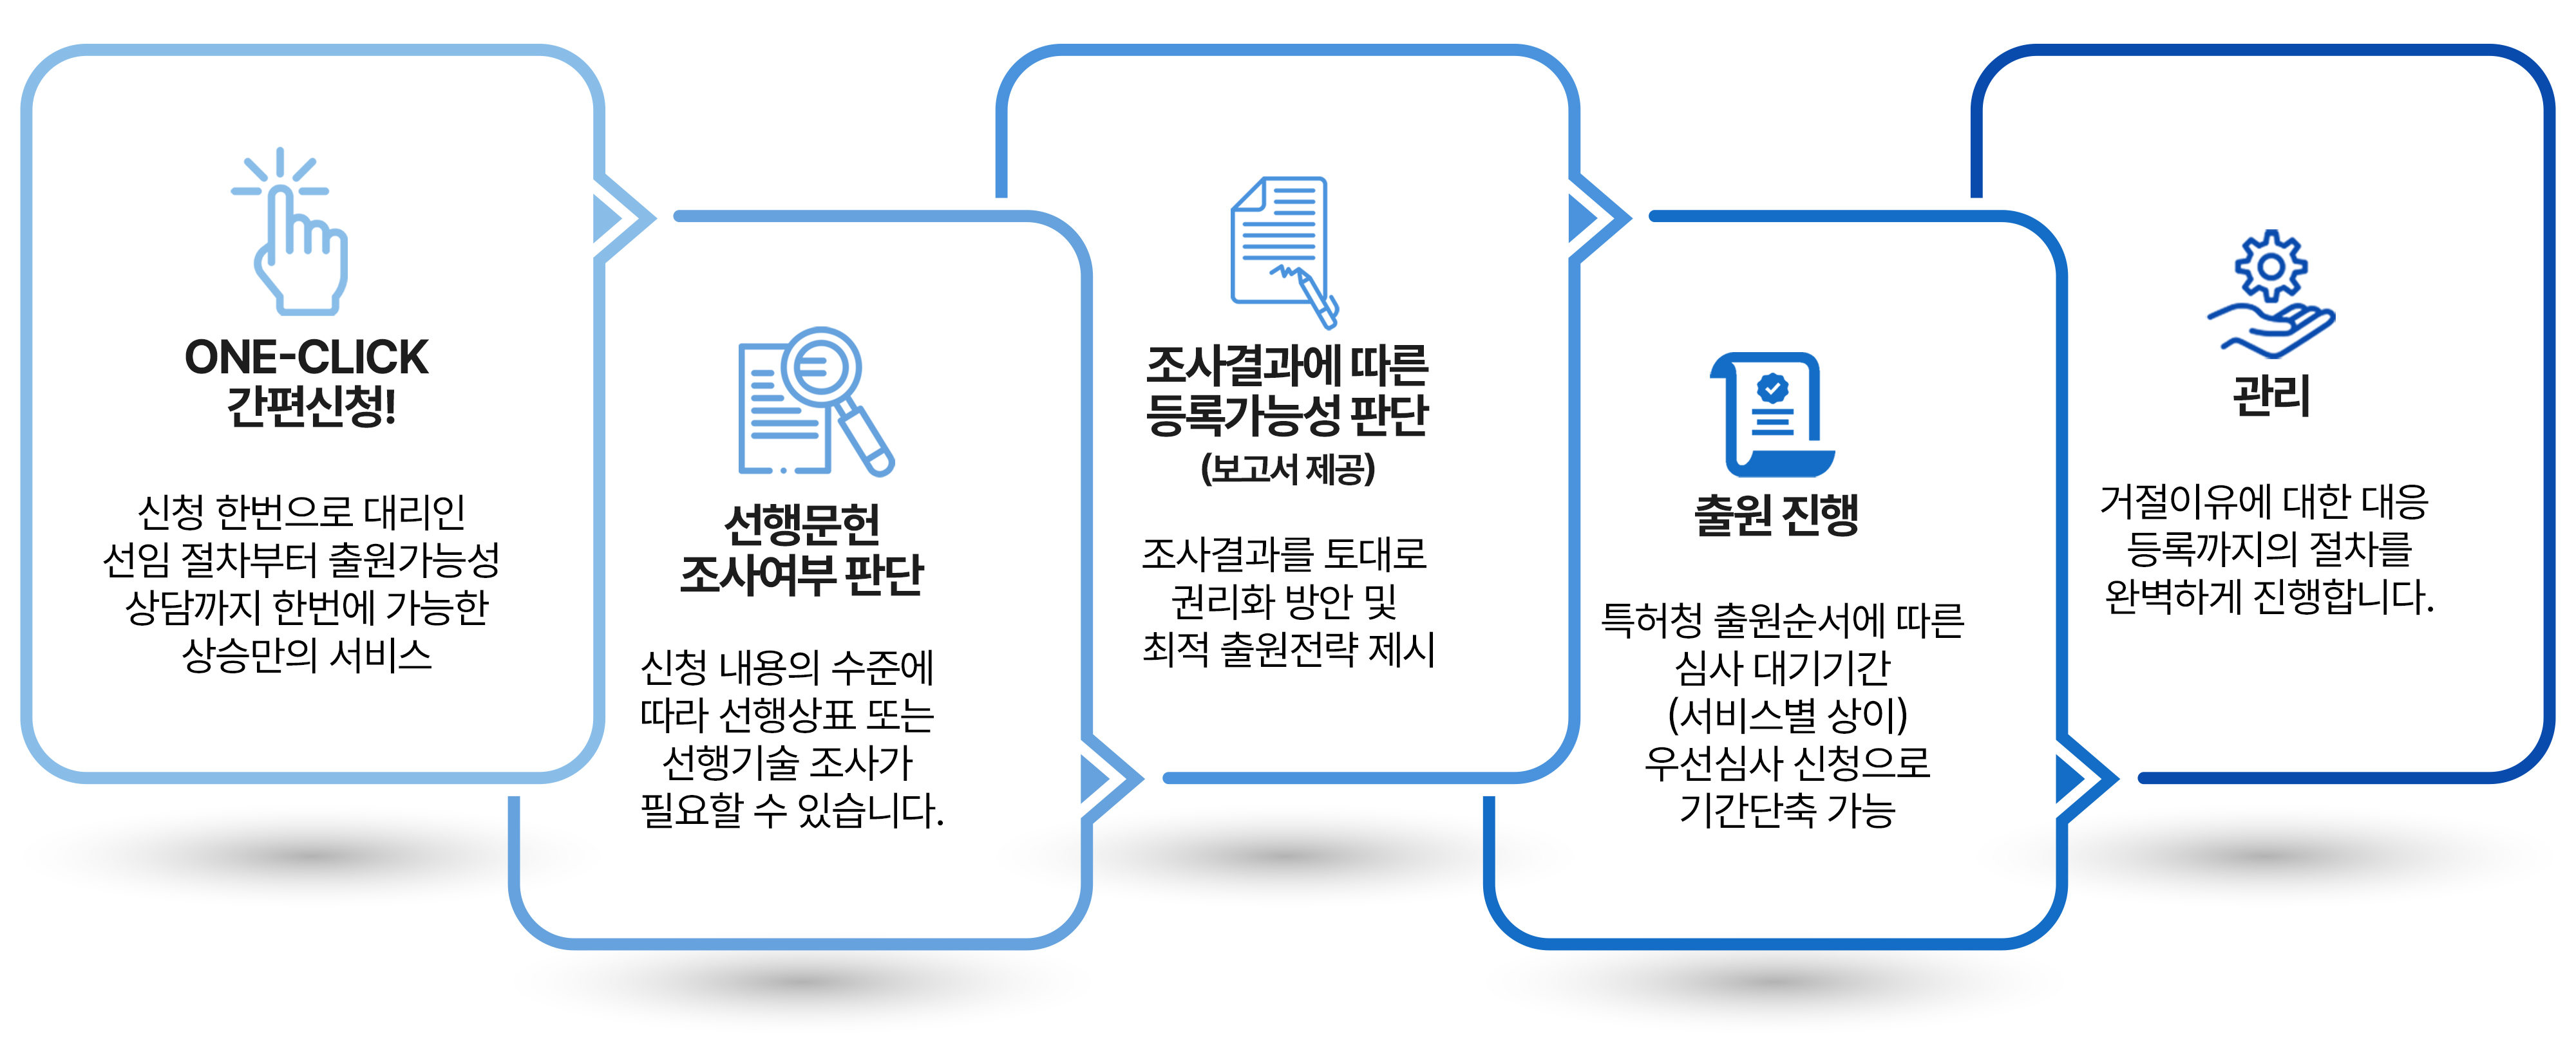 ONE-CLICK
간편신청!
신청 한번으로 대리인
선임 절차부터 출원가능성
상담까지 한번에 가능한
상승만의 서비스
선행문헌
조사여부 판단
신청 내용의 수준에
따라 선행상표 또는
선행기술 조사가
필요할 수 있습니다.
조사결과에 따른
등록가능성 판단
(보고서 제공)
조사결과를 토대로
권리화 방안 및
최적 출원전략 제시
출원 진행
특허청 출원순서에 따른
심사 대기기간
(서비스별 상이)
우선심사 신청으로
기간단축 가능
관리
거절이유에 대한 대응
등록까지의 절차를
완벽하게 진행합니다.